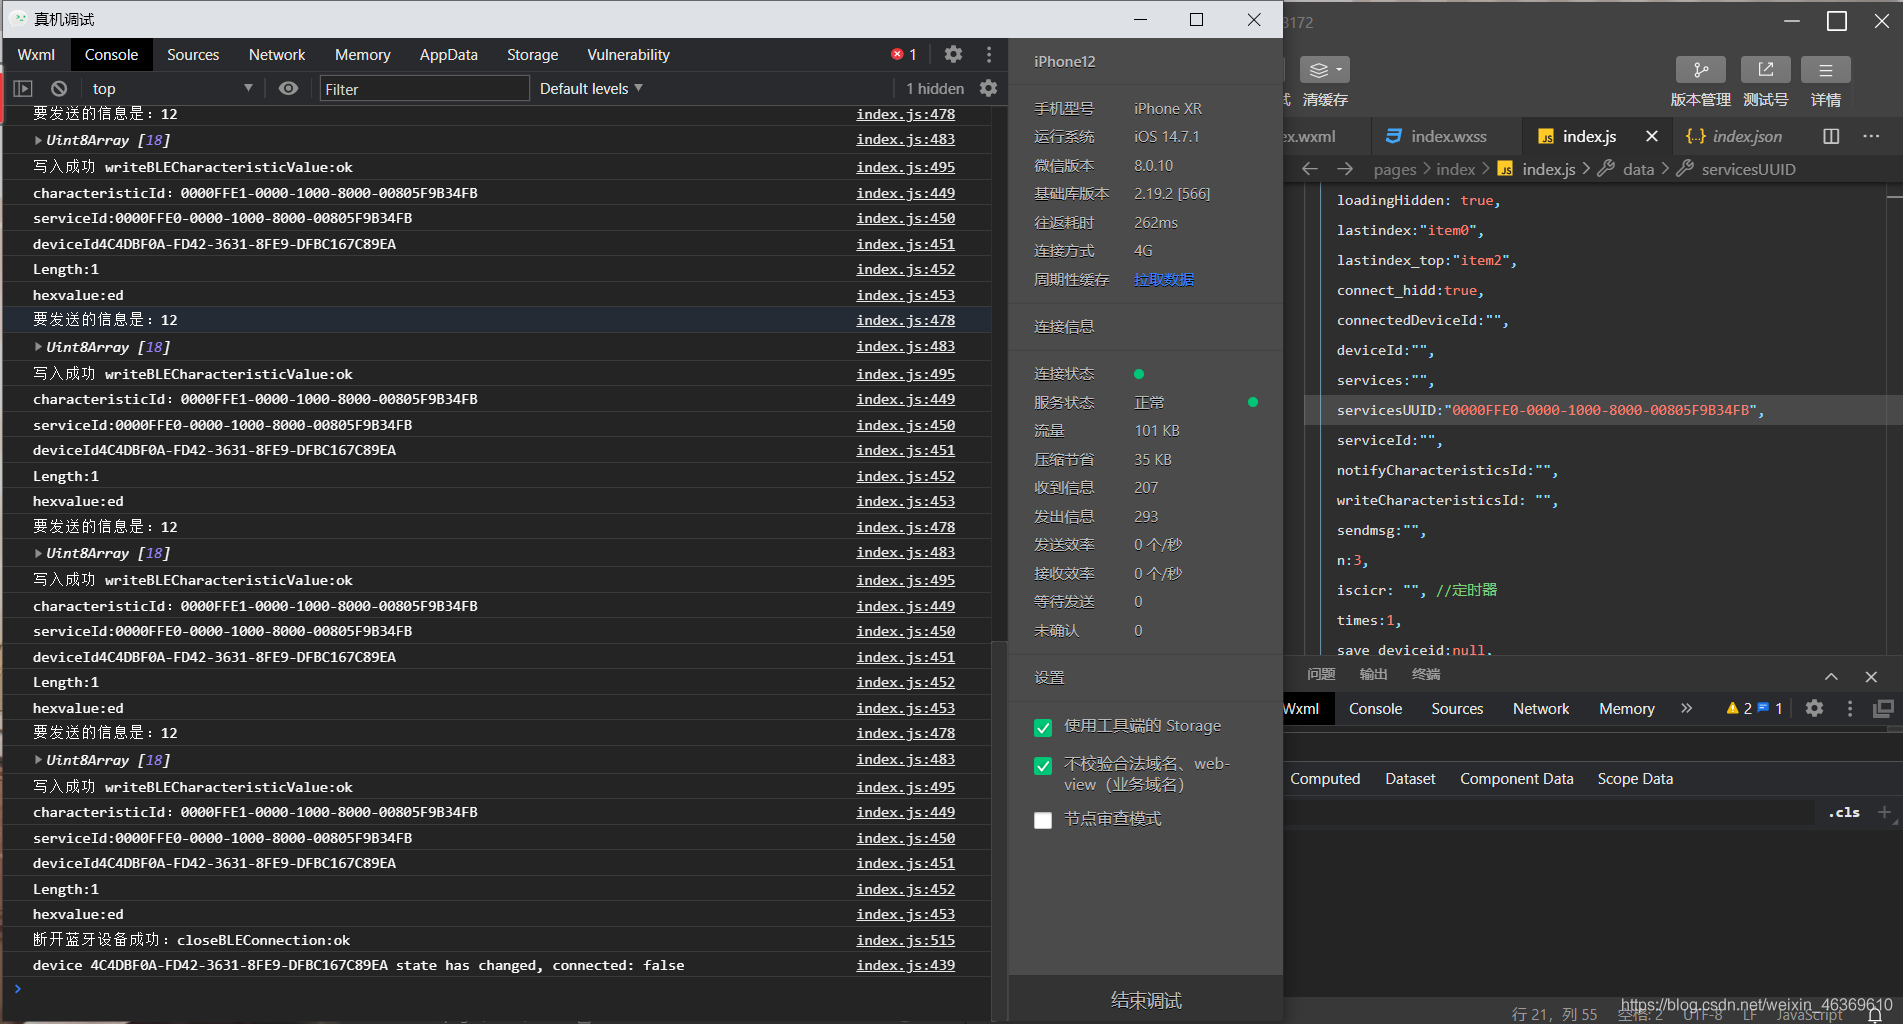 真机调试
Wxml Console Sources Network Memory AppData Storage Vulnerability 1
top Filter Default levels 1 hidden
要发送的信息是：12 index.js:478
Uint8Array [18] index.js:483
写入成功 writeBLECharacteristicValue:ok index.js:495
characteristicId：0000FFE1-0000-1000-8000-00805F9B34FB index.js:449
serviceId:0000FFE0-0000-1000-8000-00805F9B34FB index.js:450
deviceId4C4DBF0A-FD42-3631-8FE9-DFBC167C89EA index.js:451
Length:1 index.js:452
hexvalue:ed index.js:453
要发送的信息是：12 index.js:478
Uint8Array [18] index.js:483
写入成功 writeBLECharacteristicValue:ok index.js:495
characteristicId：0000FFE1-0000-1000-8000-00805F9B34FB index.js:449
serviceId:0000FFE0-0000-1000-8000-00805F9B34FB index.js:450
deviceId4C4DBF0A-FD42-3631-8FE9-DFBC167C89EA index.js:451
Length:1 index.js:452
hexvalue:ed index.js:453
要发送的信息是：12 index.js:478
Uint8Array [18] index.js:483
写入成功 writeBLECharacteristicValue:ok index.js:495
characteristicId：0000FFE1-0000-1000-8000-00805F9B34FB index.js:449
serviceId:0000FFE0-0000-1000-8000-00805F9B34FB index.js:450
deviceId4C4DBF0A-FD42-3631-8FE9-DFBC167C89EA index.js:451
Length:1 index.js:452
hexvalue:ed index.js:453
要发送的信息是：12 index.js:478
Uint8Array [18] index.js:483
写入成功 writeBLECharacteristicValue:ok index.js:495
characteristicId：0000FFE1-0000-1000-8000-00805F9B34FB index.js:449
serviceId:0000FFE0-0000-1000-8000-00805F9B34FB index.js:450
deviceId4C4DBF0A-FD42-3631-8FE9-DFBC167C89EA index.js:451
Length:1 index.js:452
hexvalue:ed index.js:453
断开蓝牙设备成功：closeBLEConnection:ok index.js:515
device 4C4DBF0A-FD42-3631-8FE9-DFBC167C89EA state has changed, connected: false index.js:439
iPhone12
手机型号 iPhone XR
运行系统 iOS 14.7.1
微信版本 8.0.10
基础库版本 2.19.2 [566]
往返耗时 262ms
连接方式 4G
周期性缓存 拉取数据
连接信息
连接状态
服务状态 正常
流量 101 KB
压缩节省 35 KB
收到信息 207
发出信息 293
发送效率 0 个/秒
接收效率 0 个/秒
等待发送 0
未确认 0
设置
使用工具端的 Storage
不校验合法域名、web-
view（业务域名）
节点审查模式
结束调试
3172
试 清缓存 版本管理 测试号 详情
ex.wxml index.wxss index.js index.json
pages index index.js data servicesUUID
loadingHidden: true,
lastindex:"item0",
lastindex_top:"item2",
connect_hidd:true,
connectedDeviceId:"",
deviceId:"",
services:"",
servicesUUID:"0000FFE0-0000-1000-8000-00805F9B34FB",
serviceId:"",
notifyCharacteristicsId:"",
writeCharacteristicsId: "",
sendmsg:"",
n:3,
iscicr: "", //定时器
times:1,
save_deviceid:null,
问题 输出 终端
Wxml Console Sources Network Memory 2 1
Computed Dataset Component Data Scope Data
.cls
https://blog.csdn.net/weixin_46369610
行 21，列 55 空格: 2 UTF-8 LF JavaScript